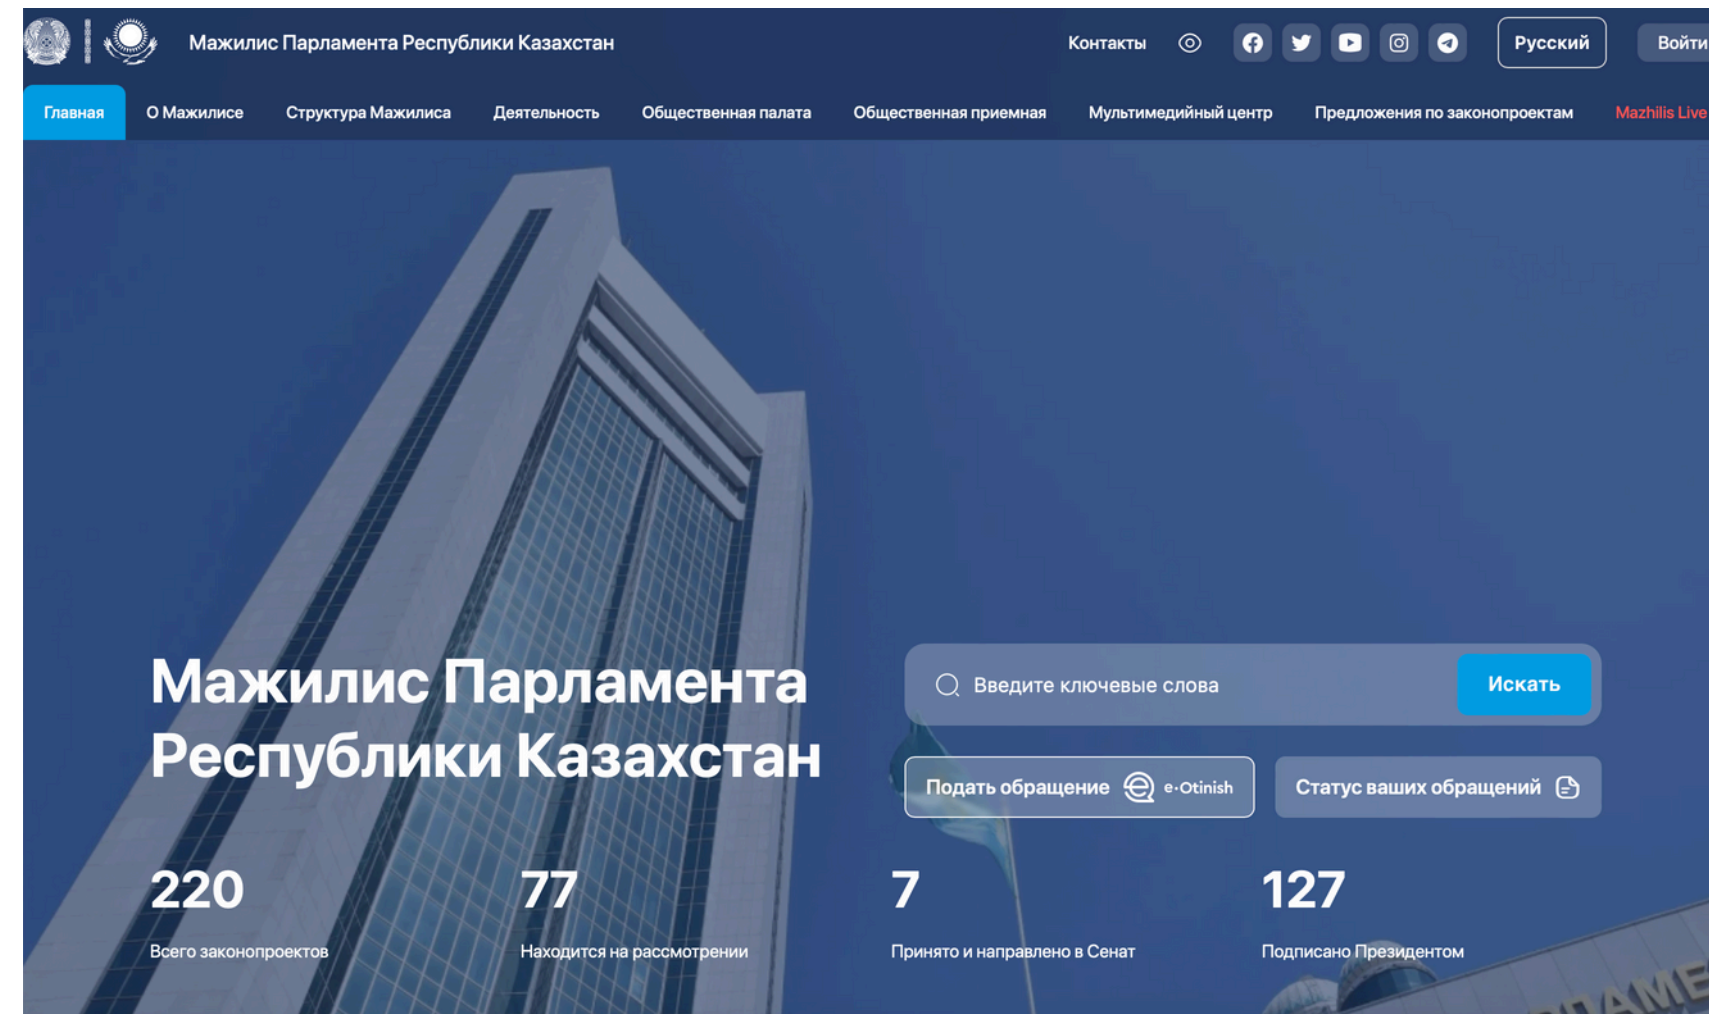 Мажилис Парламента Республики Казахстан
Контакты
Русский
Войти
Главная
О Мажилисе
Структура Мажилиса
Деятельность
Общественная палата
Общественная приемная
Мультимедийный центр
Предложения по законопроектам
Mazhilis Live
Мажилис Парламента
Республики Казахстан
Введите ключевые слова
Искать
Подать обращение e-Otinish
Статус ваших обращений
220
Всего законопроектов
77
Находится на рассмотрении
7
Принято и направлено в Сенат
127
Подписано Президентом